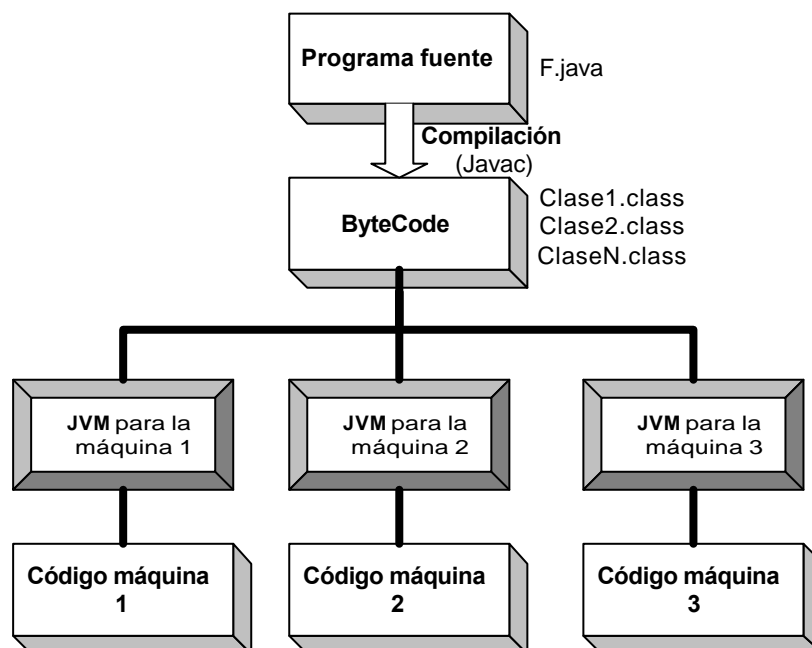 Programa fuente
F.java
Compilación
(Javac)
ByteCode
Clase1.class
Clase2.class
ClaseN.class
JVM para la
máquina 1
JVM para la
máquina 2
JVM para la
máquina 3
Código máquina
1
Código máquina
2
Código máquina
3